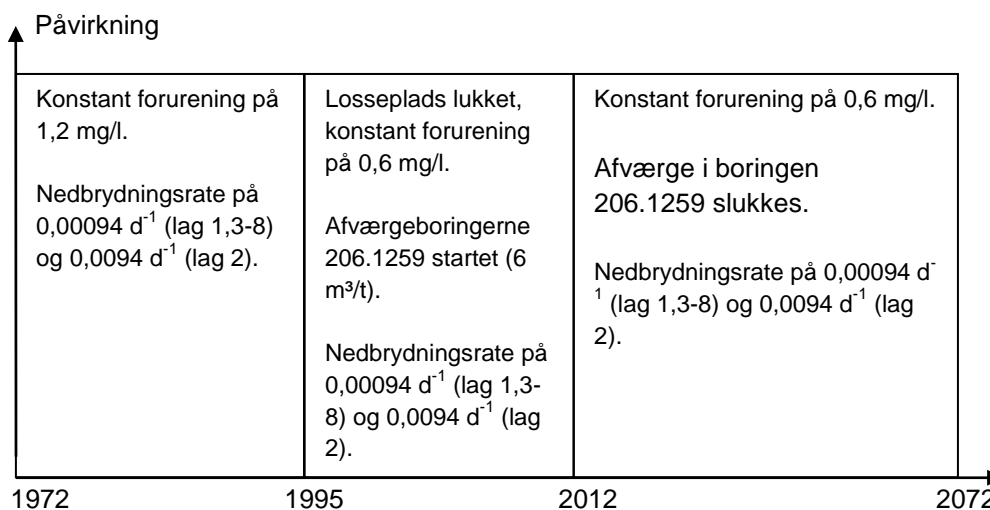 Påvirkning
Konstant forurening på
1,2 mg/l.
Nedbrydningsrate på
0,00094 d⁻¹ (lag 1,3-8)
og 0,0094 d⁻¹ (lag 2).
Losseplads lukket,
konstant forurening
på 0,6 mg/l.
Afværgeboringerne
206.1259 startet (6
m³/t).
Nedbrydningsrate på
0,00094 d⁻¹ (lag 1,3-
8) og 0,0094 d⁻¹ (lag
2).
Konstant forurening på 0,6 mg/l.
Afværge i boringen
206.1259 slukkes.
Nedbrydningsrate på 0,00094 d⁻
¹ (lag 1,3-8) og 0,0094 d⁻¹ (lag
2).
1972 1995 2012 2072